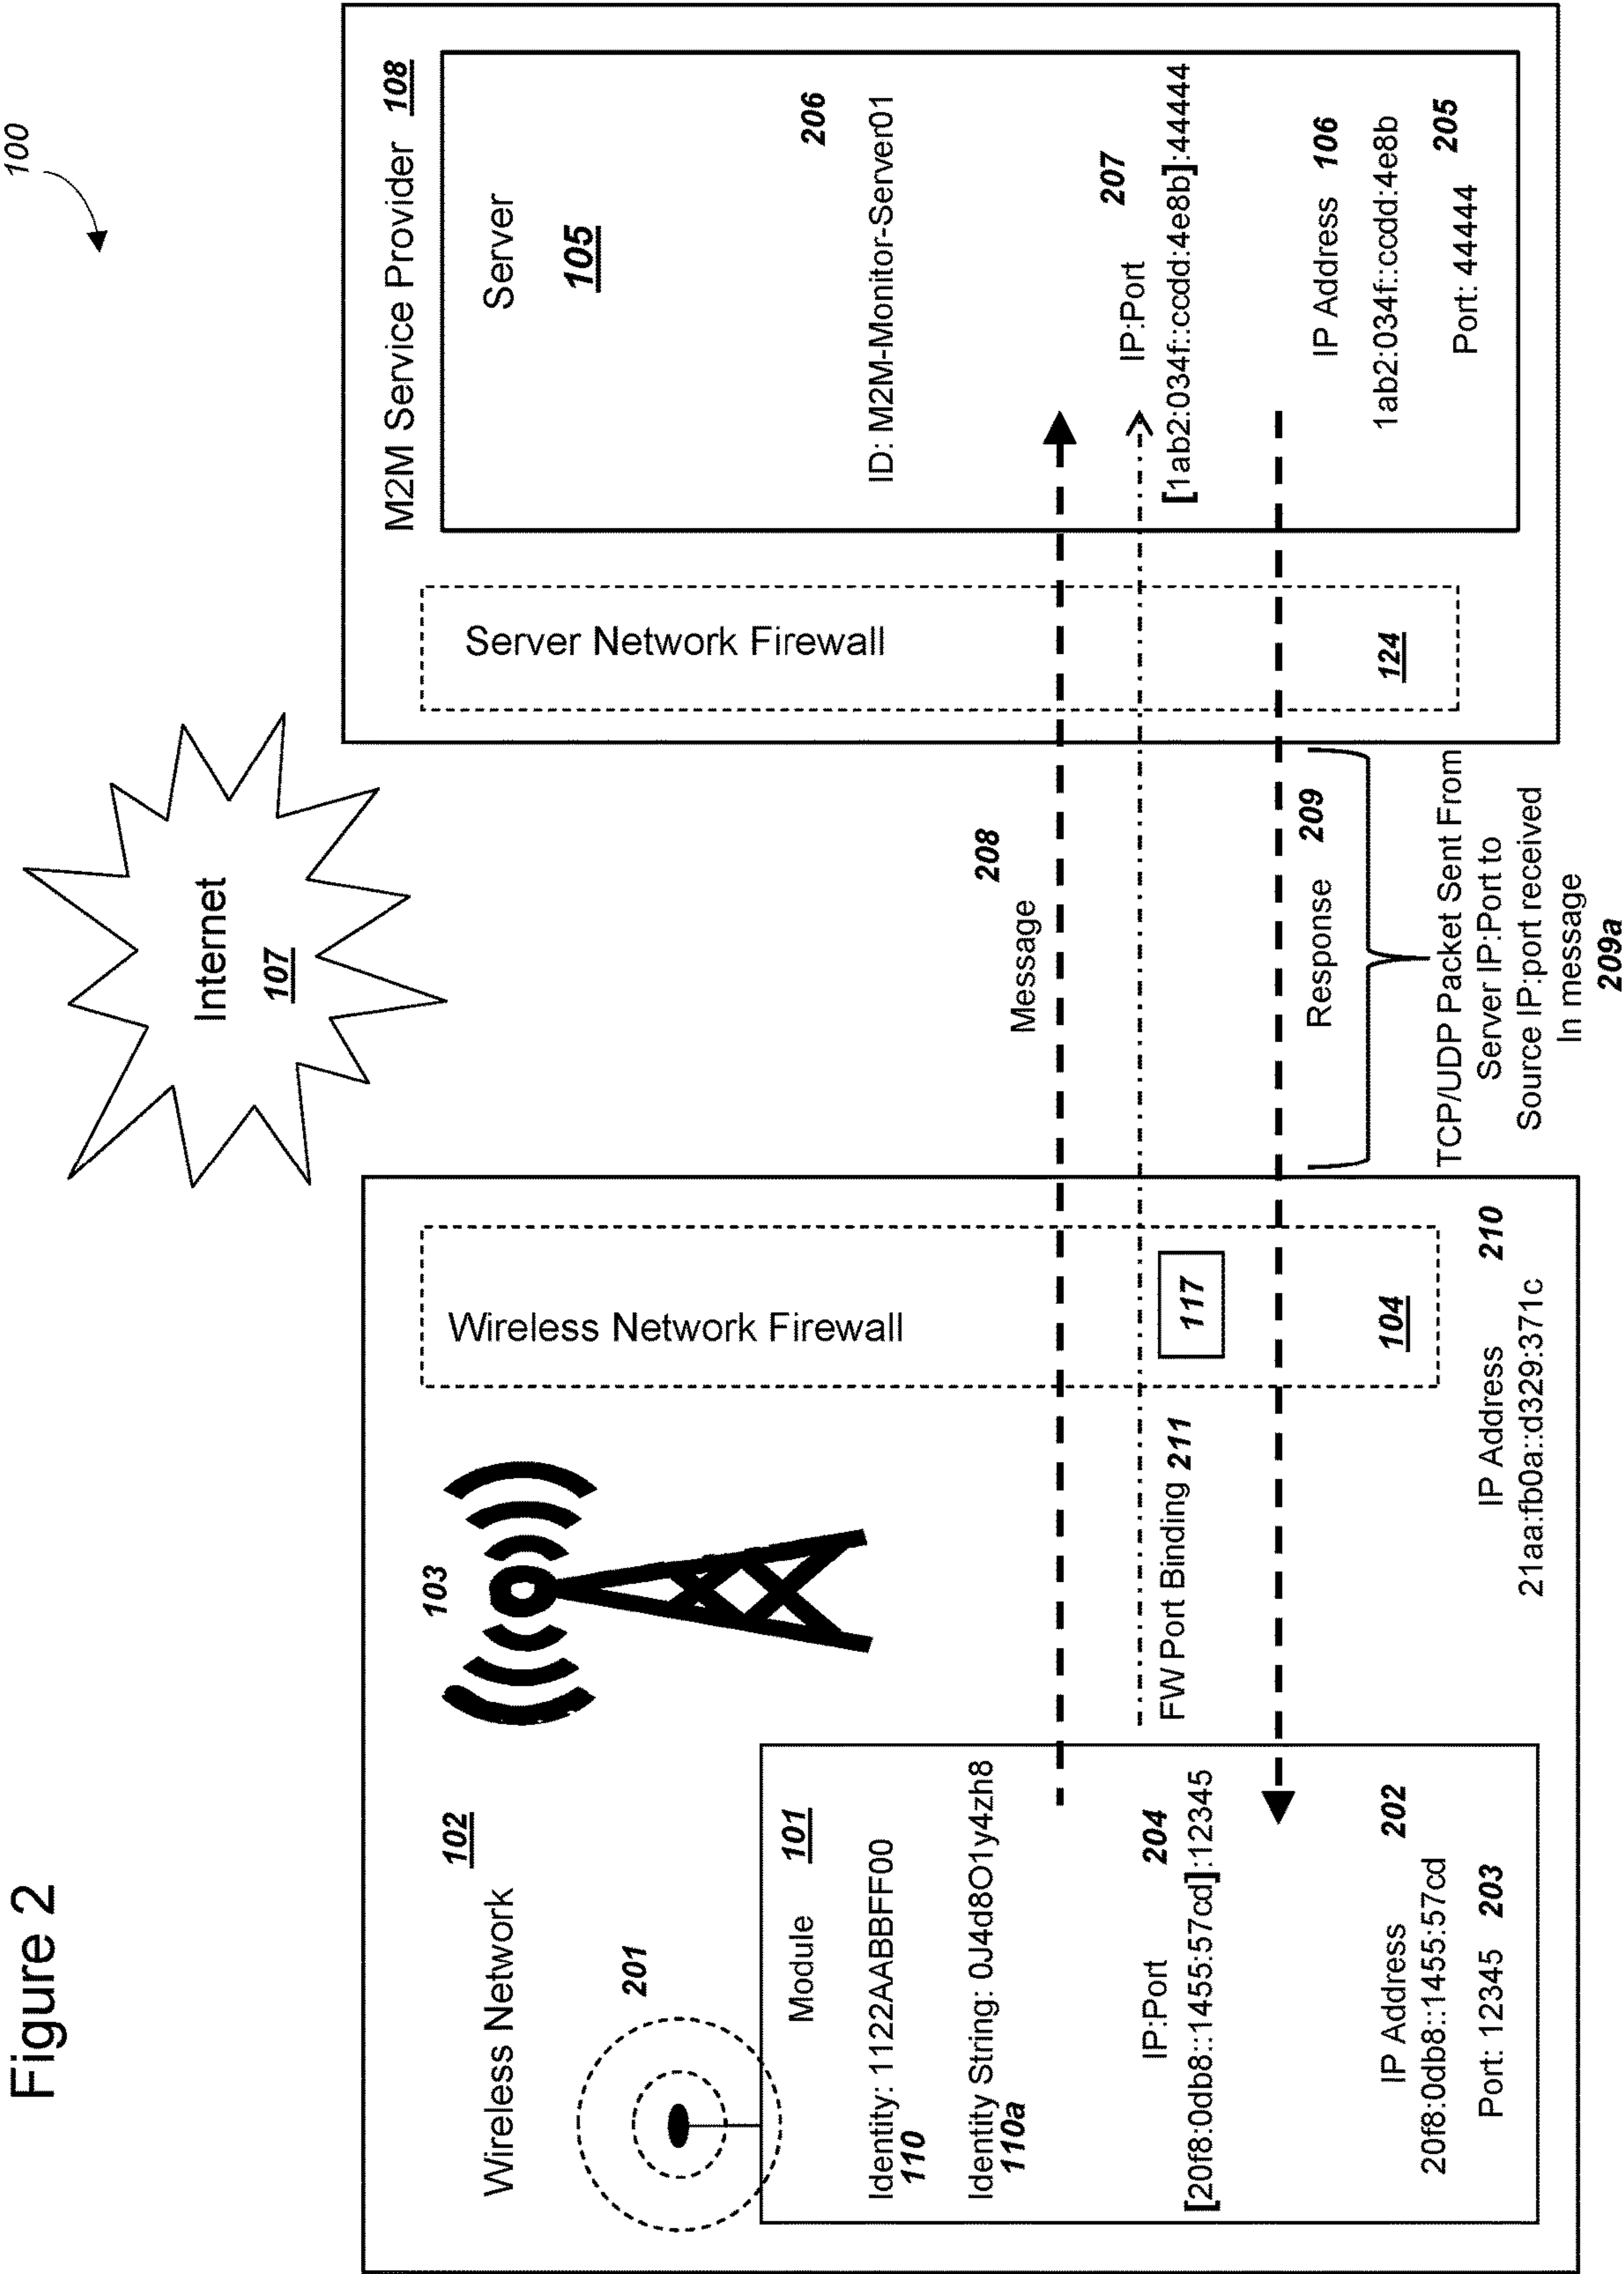 Figure 2
100
Internet
107
Wireless Network 102
201
103
Wireless Network Firewall
117
104
Module 101
Identity: 1122AABBFF00
110
Identity String: 0J4d8O1y4zh8
110a
IP:Port 204
[20f8:0db8::1455:57cd]:12345
IP Address 202
20f8:0db8::1455:57cd
Port: 12345 203
FW Port Binding 211
IP Address 210
21aa:fb0a::d329:371c
Message 208
Response 209
TCP/UDP Packet Sent From
Server IP:Port to
Source IP:port received
In message
209a
M2M Service Provider 108
Server Network Firewall
124
Server
105
206
ID: M2M-Monitor-Server01
IP:Port 207
[1ab2:034f::ccdd:4e8b]:44444
IP Address 106
1ab2:034f::ccdd:4e8b
Port: 44444 205